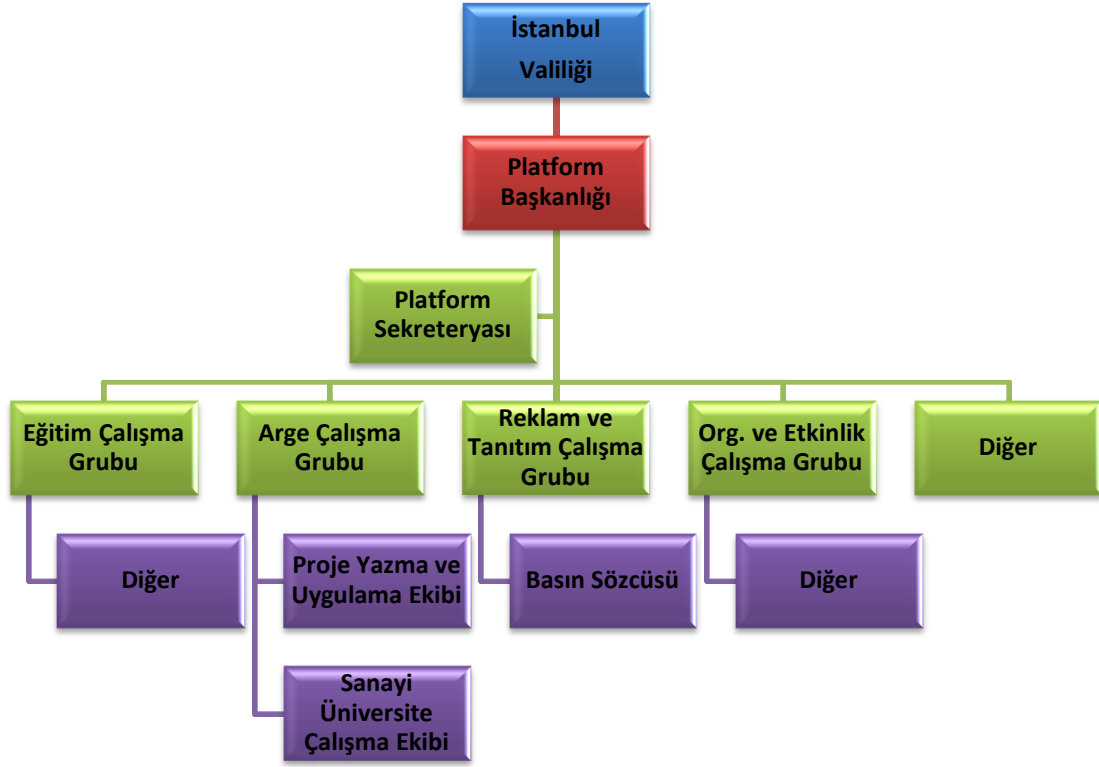 İstanbul
Valiliği
Platform
Başkanlığı
Platform
Sekreteryası
Eğitim Çalışma
Grubu
Arge Çalışma
Grubu
Reklam ve
Tanıtım Çalışma
Grubu
Org. ve Etkinlik
Çalışma Grubu
Diğer
Diğer
Proje Yazma ve
Uygulama Ekibi
Basın Sözcüsü
Diğer
Sanayi
Üniversite
Çalışma Ekibi